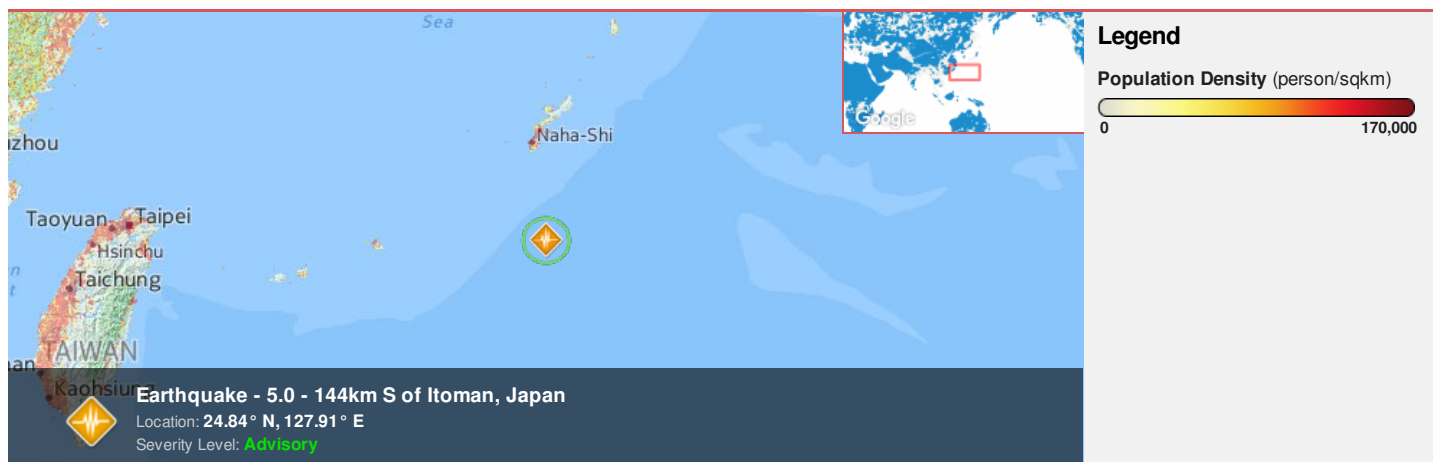 Sea
Naha-Shi
Google
Taoyuan
Taipei
Hsinchu
Taichung
TAIWAN
Kaohsiung
Earthquake - 5.0 - 144km S of Itoman, Japan
Location: 24.84° N, 127.91° E
Severity Level: Advisory
Legend
Population Density (person/sqkm)
0 170,000